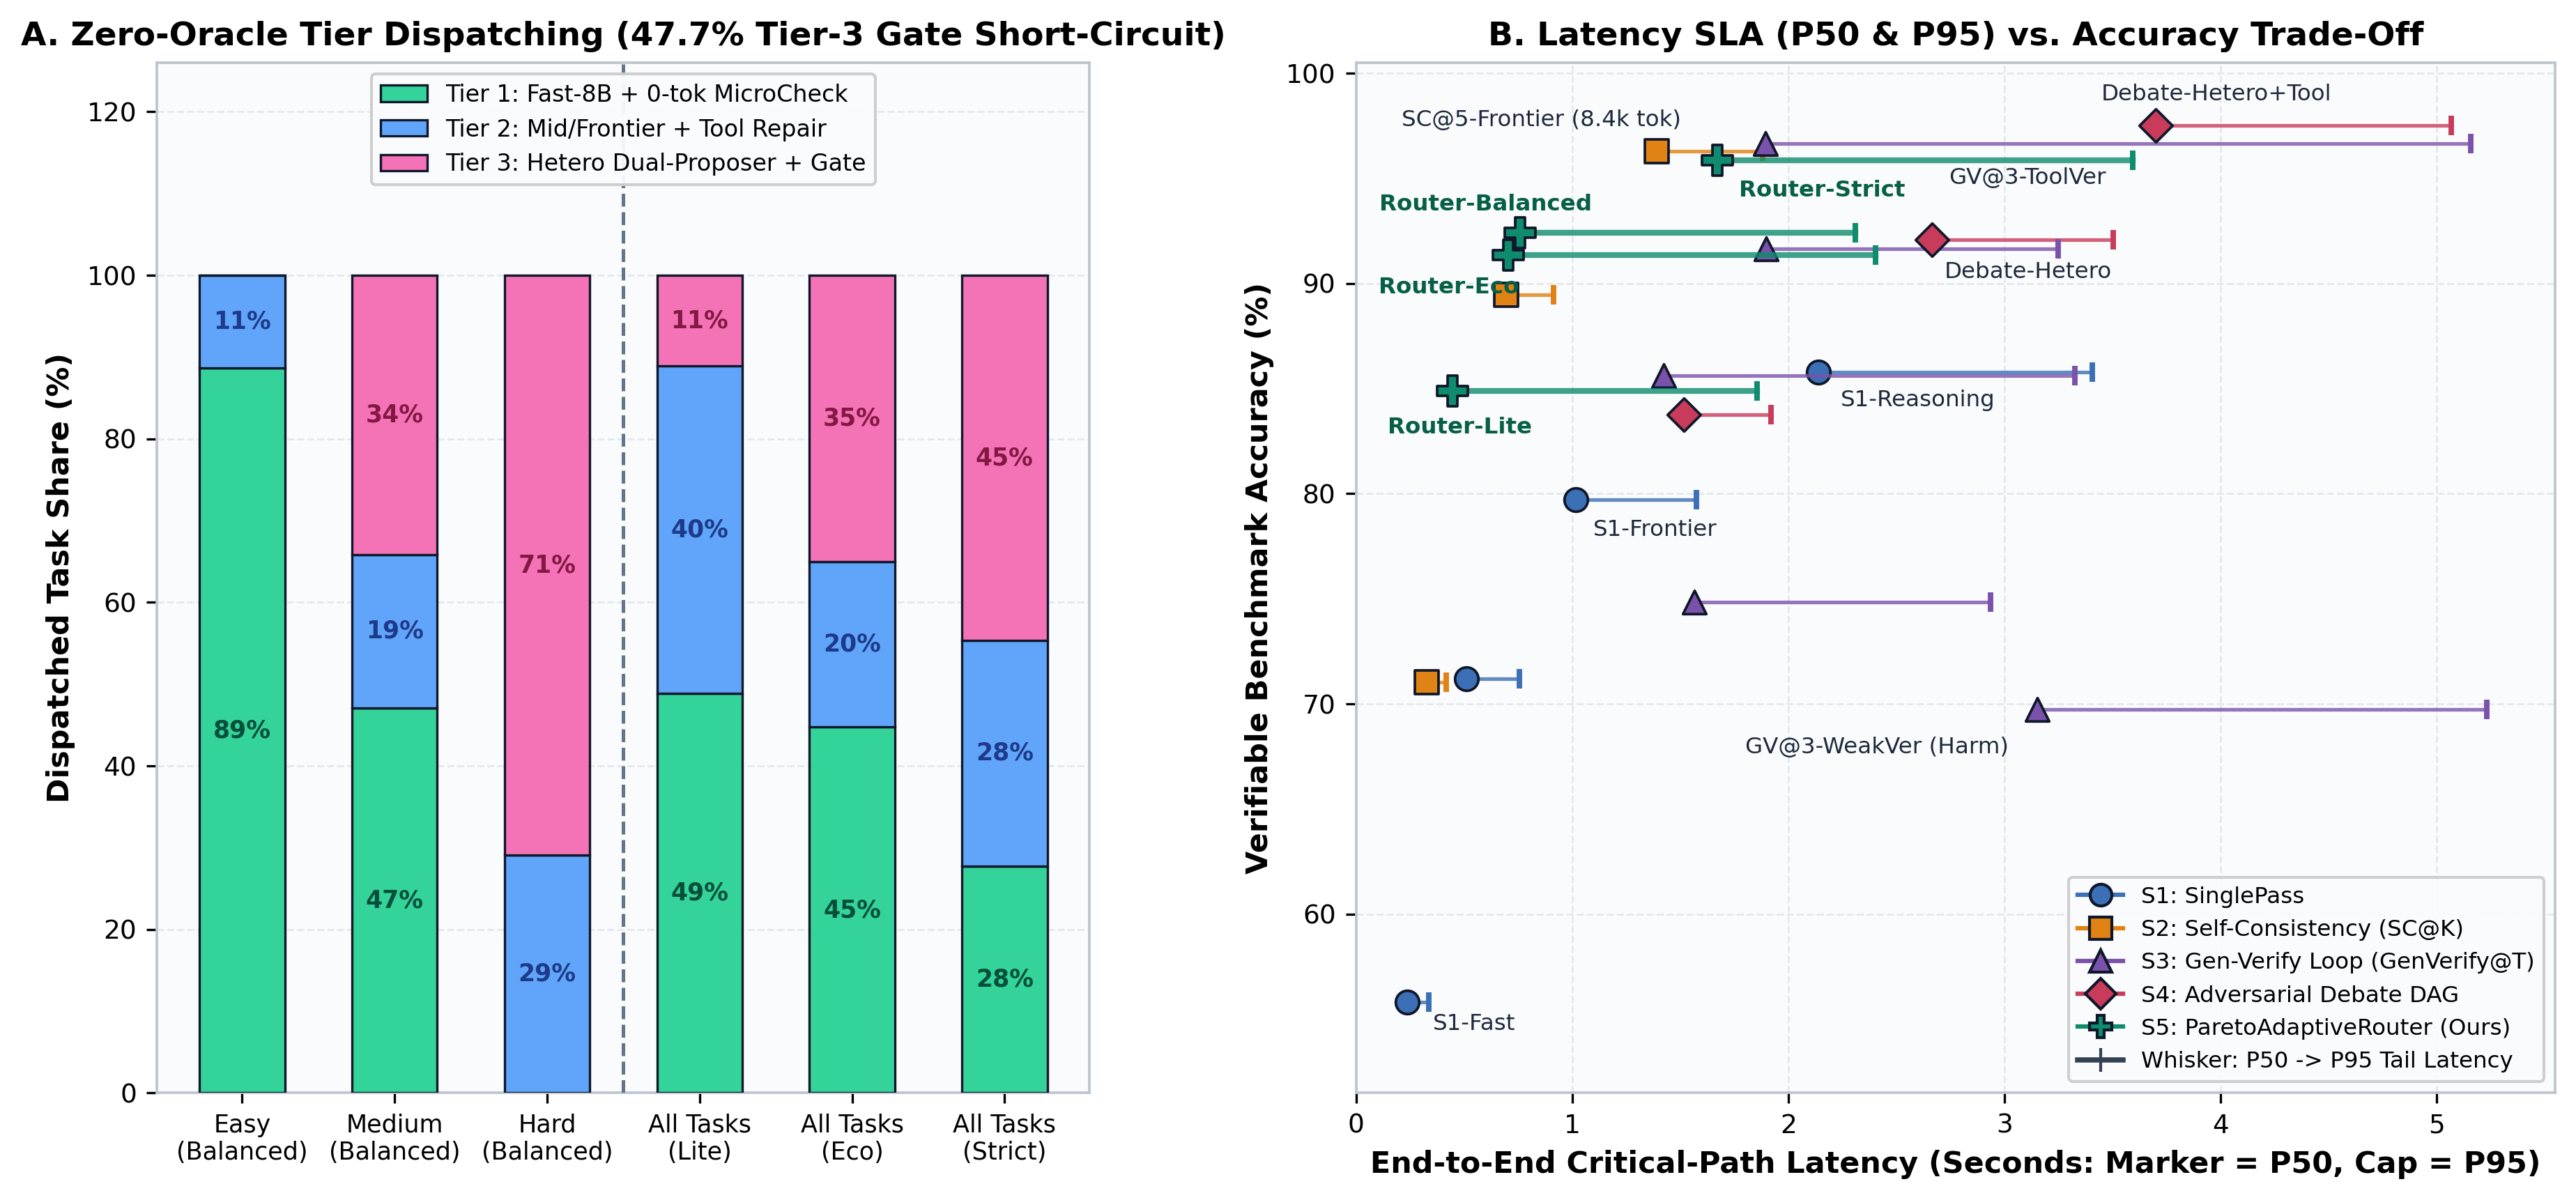 A. Zero-Oracle Tier Dispatching (47.7% Tier-3 Gate Short-Circuit)
Dispatched Task Share (%)
120
100
80
60
40
20
0
Tier 1: Fast-8B + 0-tok MicroCheck
Tier 2: Mid/Frontier + Tool Repair
Tier 3: Hetero Dual-Proposer + Gate
11%
89%
34%
19%
47%
71%
29%
11%
40%
49%
35%
20%
45%
45%
28%
28%
Easy
(Balanced)
Medium
(Balanced)
Hard
(Balanced)
All Tasks
(Lite)
All Tasks
(Eco)
All Tasks
(Strict)
B. Latency SLA (P50 & P95) vs. Accuracy Trade-Off
Verifiable Benchmark Accuracy (%)
100
90
80
70
60
Debate-Hetero+Tool
SC@5-Frontier (8.4k tok)
GV@3-ToolVer
Router-Strict
Router-Balanced
Debate-Hetero
Router-Eco
S1-Reasoning
Router-Lite
S1-Frontier
GV@3-WeakVer (Harm)
S1-Fast
S1: SinglePass
S2: Self-Consistency (SC@K)
S3: Gen-Verify Loop (GenVerify@T)
S4: Adversarial Debate DAG
S5: ParetoAdaptiveRouter (Ours)
Whisker: P50 -> P95 Tail Latency
0
1
2
3
4
5
End-to-End Critical-Path Latency (Seconds: Marker = P50, Cap = P95)